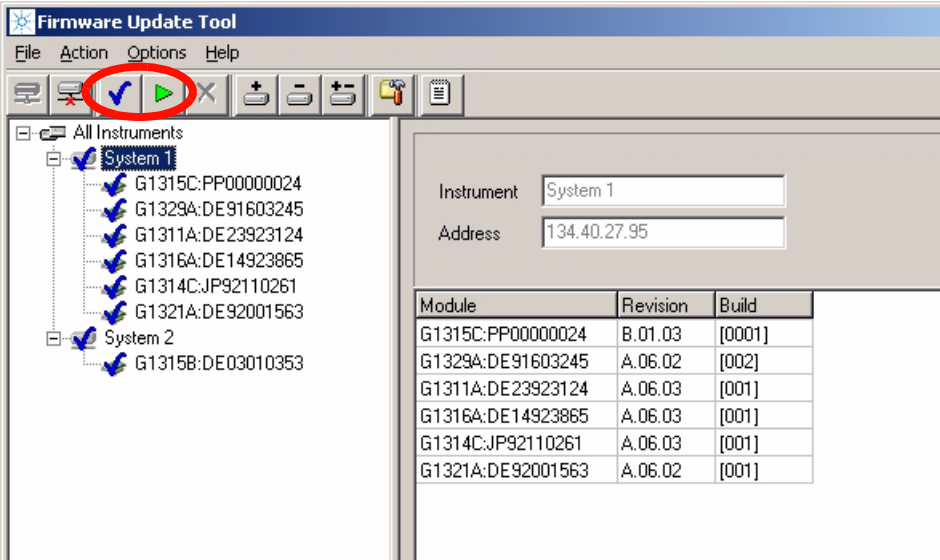 Firmware Update Tool
File Action Options Help
All Instruments
System 1
G1315C:PP00000024
G1329A:DE91603245
G1311A:DE23923124
G1316A:DE14923865
G1314C:JP92110261
G1321A:DE92001563
System 2
G1315B:DE03010353
Instrument System 1
Address 134.40.27.95
Module Revision Build
G1315C:PP00000024 B.01.03 [0001]
G1329A:DE91603245 A.06.02 [002]
G1311A:DE23923124 A.06.03 [001]
G1316A:DE14923865 A.06.03 [001]
G1314C:JP92110261 A.06.03 [001]
G1321A:DE92001563 A.06.02 [001]